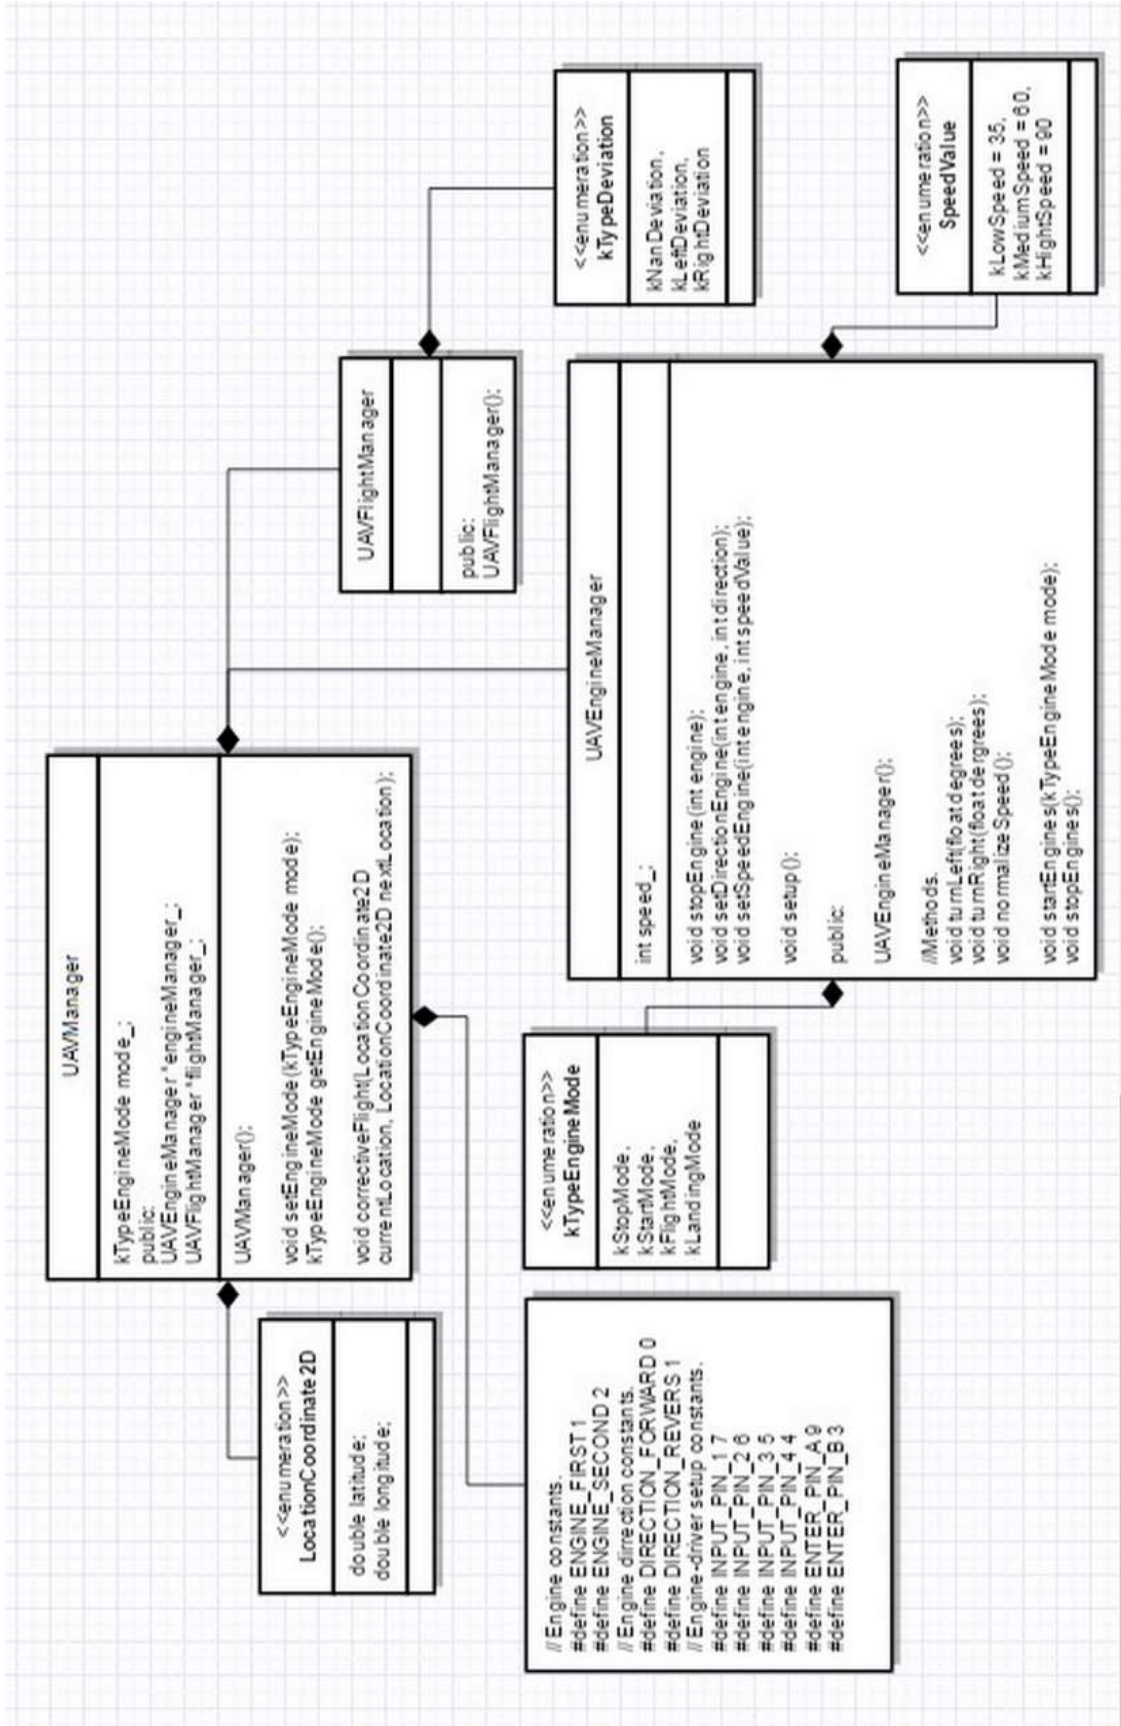 UAVManager
kTypeEngineMode mode_;
public:
UAVEngineManager *engineManager_;
UAVFlightManager *flightManager_;
UAVManager();
void setEngineMode(kTypeEngineMode mode);
kTypeEngineMode getEngineMode();
void correctiveFlight(LocationCoordinate2D
currentLocation, LocationCoordinate2D nextLocation);
<<enumeration>>
LocationCoordinate2D
double latitude;
double longitude;
UAVFlightManager
public:
UAVFlightManager();
<<enumeration>>
kTypeDeviation
kNanDeviation,
kLeftDeviation,
kRightDeviation
// Engine constants.
#define ENGINE_FIRST 1
#define ENGINE_SECOND 2
// Engine dirrection constants.
#define DIRECTION_FORWARD 0
#define DIRECTION_REVERS 1
// Engine-driver setup constants.
#define INPUT_PIN_1 7
#define INPUT_PIN_2 6
#define INPUT_PIN_3 5
#define INPUT_PIN_4 4
#define ENTER_PIN_A 9
#define ENTER_PIN_B 3
<<enumeration>>
kTypeEngineMode
kStopMode,
kStartMode,
kFlightMode,
kLandingMode
UAVEngineManager
int speed_;
void stopEngine(int engine);
void setDirectionEngine(int engine, int direction);
void setSpeedEngine(int engine, int speedValue);
void setup();
public:
UAVEngineManager();
//Methods.
void turnLeft(float degrees);
void turnRight(float dergrees);
void normalizeSpeed();
void startEngines(kTypeEngineMode mode);
void stopEngines();
<<enumeration>>
SpeedValue
kLowSpeed = 35,
kMediumSpeed = 60,
kHightSpeed = 90